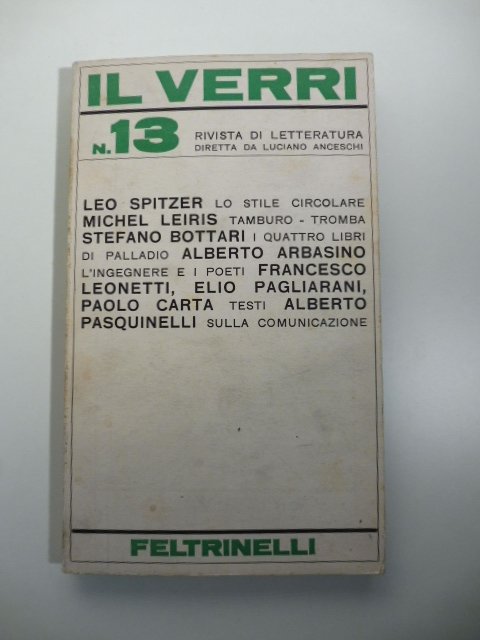 IL VERRI
N.13 RIVISTA DI LETTERATURA
DIRETTA DA LUCIANO ANCESCHI
LEO SPITZER LO STILE CIRCOLARE
MICHEL LEIRIS TAMBURO - TROMBA
STEFANO BOTTARI I QUATTRO LIBRI
DI PALLADIO ALBERTO ARBASINO
L'INGEGNERE E I POETI FRANCESCO
LEONETTI, ELIO PAGLIARANI,
PAOLO CARTA TESTI ALBERTO
PASQUINELLI SULLA COMUNICAZIONE
FELTRINELLI